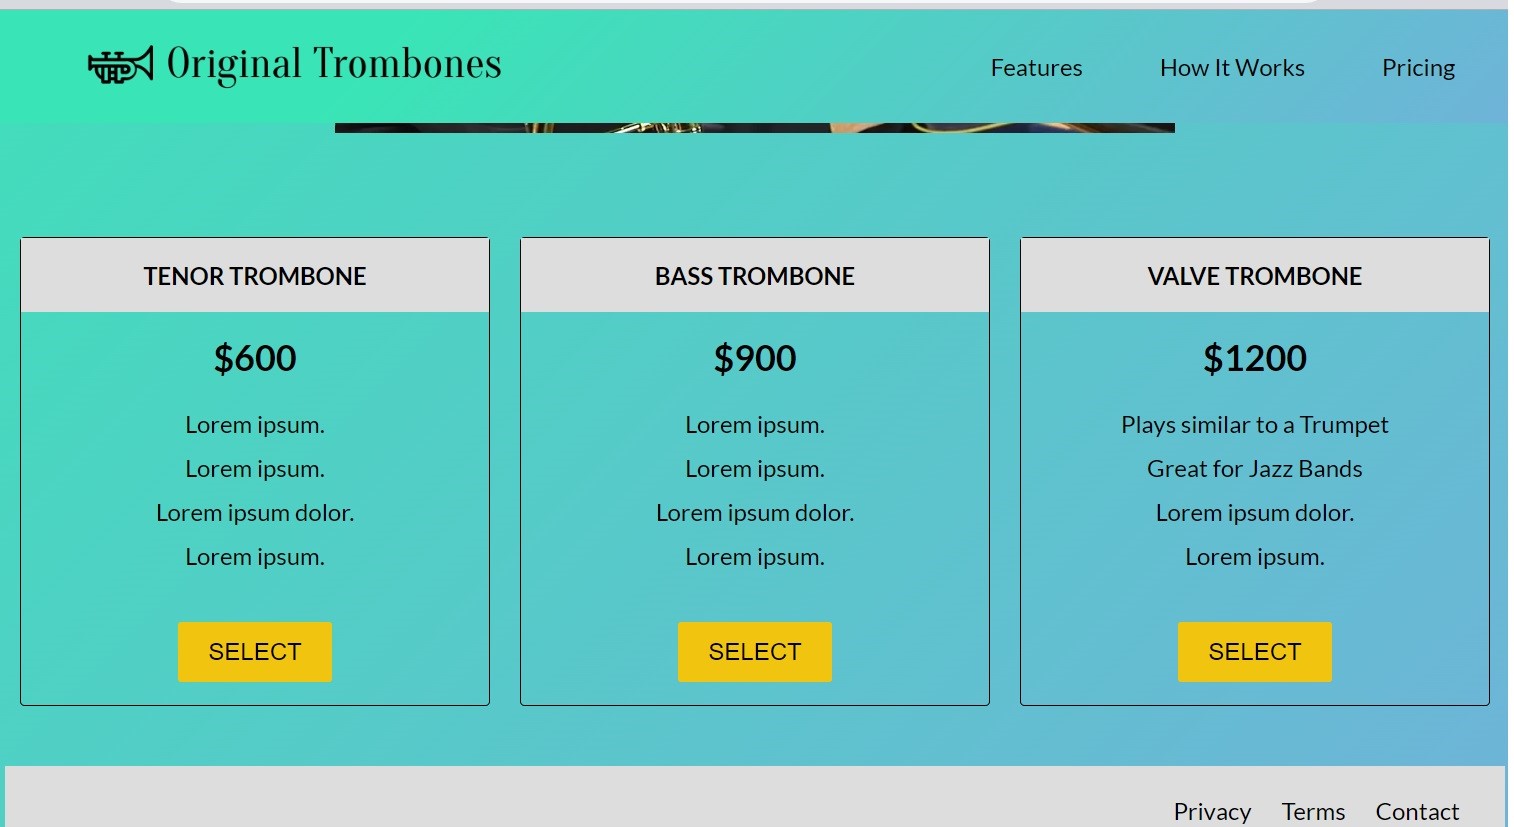 Original Trombones
Features How It Works Pricing
TENOR TROMBONE
$600
Lorem ipsum.
Lorem ipsum.
Lorem ipsum dolor.
Lorem ipsum.
SELECT
BASS TROMBONE
$900
Lorem ipsum.
Lorem ipsum.
Lorem ipsum dolor.
Lorem ipsum.
SELECT
VALVE TROMBONE
$1200
Plays similar to a Trumpet
Great for Jazz Bands
Lorem ipsum dolor.
Lorem ipsum.
SELECT
Privacy Terms Contact